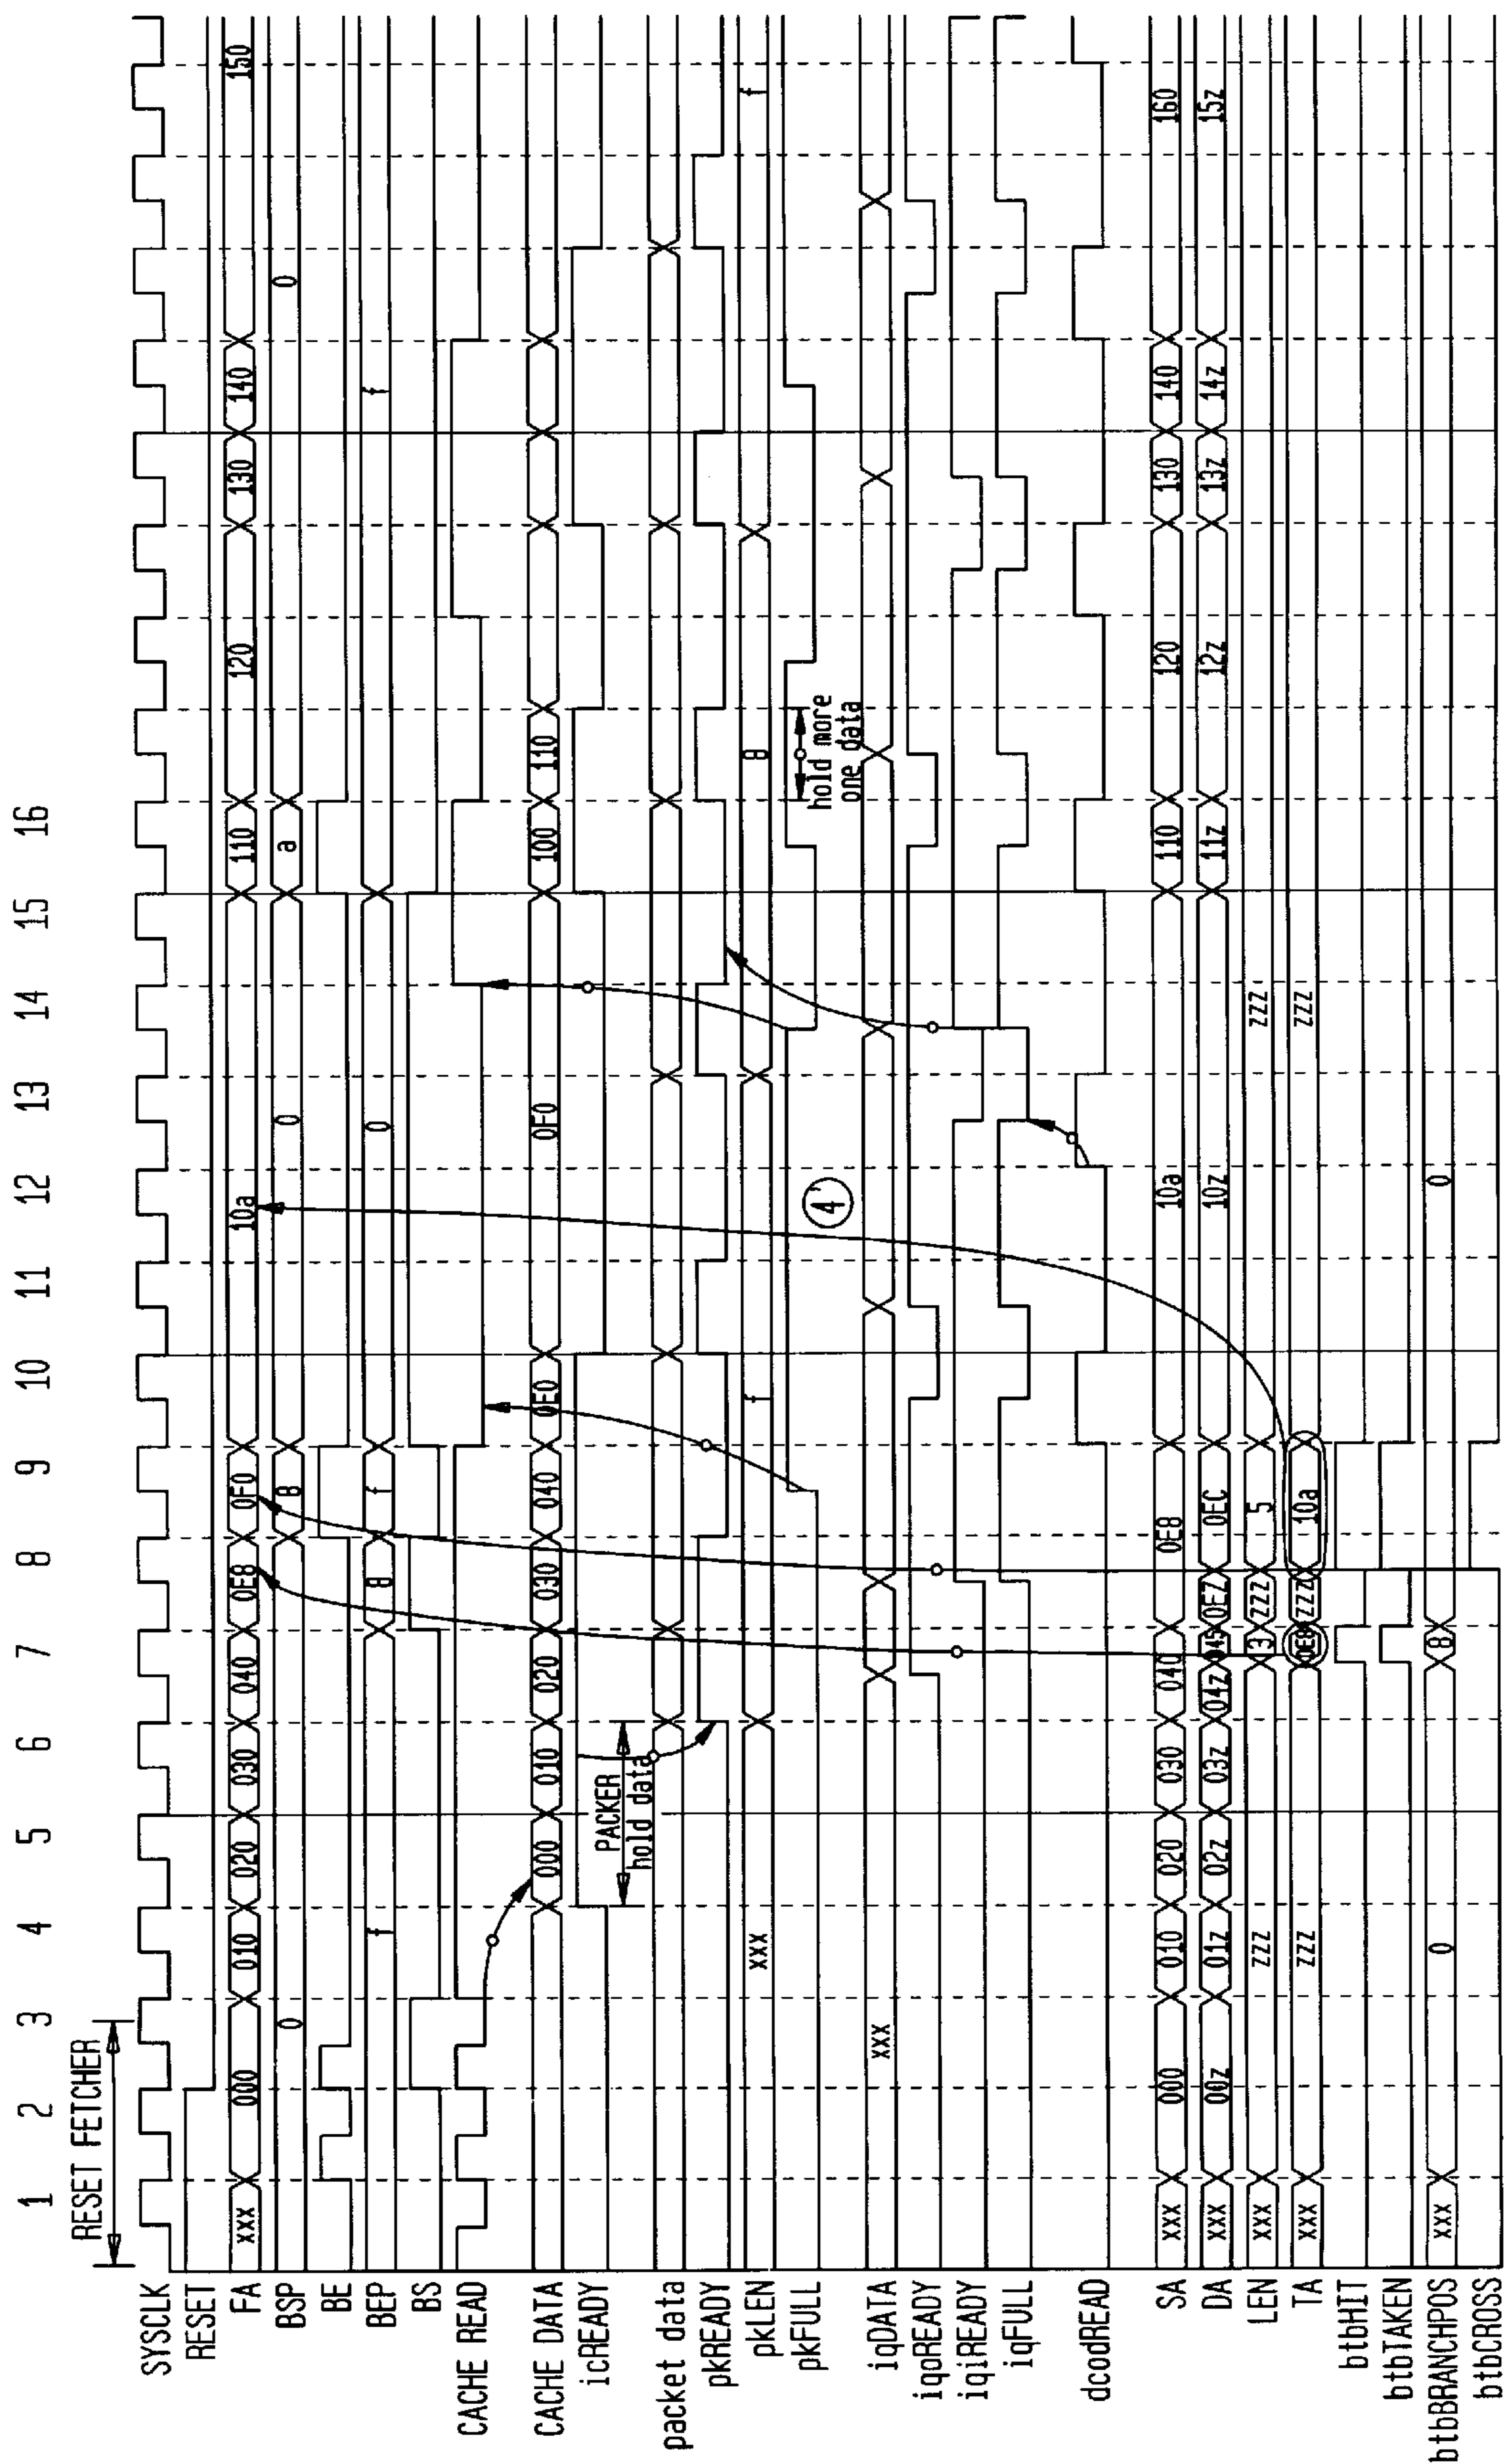 1 2 3 4 5 6 7 8 9 10 11 12 13 14 15 16
RESET FETCHER
SYSCLK
RESET
FA xxx 000 010 020 030 040 0E8 0F0 10a 110 120 130 140 150
BSP 0 8 0 a 0
BE
BEP f 8 f 0 f
BS
CACHE READ
CACHE DATA 000 010 020 030 040 0E0 0F0 100 110
icREADY
PACKER
hold data
packet data
pkREADY
pkLEN xxx f 8 f
pkFULL
hold more
one data
4'
iqDATA xxx
iqoREADY
iqiREADY
iqFULL
dcodREAD
SA xxx 000 010 020 030 040 0E8 10a 110 120 130 140 160
DA xxx 00z 01z 02z 03z 04z 045 0EZ 0EC 10z 11z 12z 13z 14z 15z
LEN xxx zzz 3 zzz 5 zzz
TA xxx zzz 0E8 zzz 10a zzz
btbHIT
btbTAKEN
btbBRANCHPOS xxx 0 8 0
btbCROSS